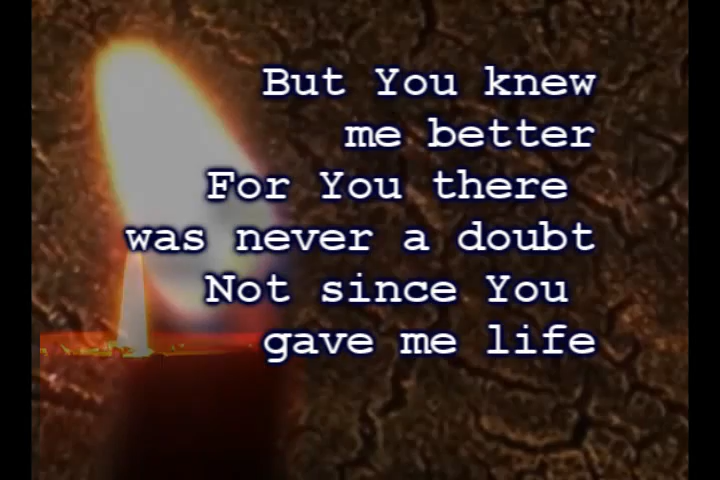 But You knew
me better
For You there
was never a doubt
Not since You
gave me life